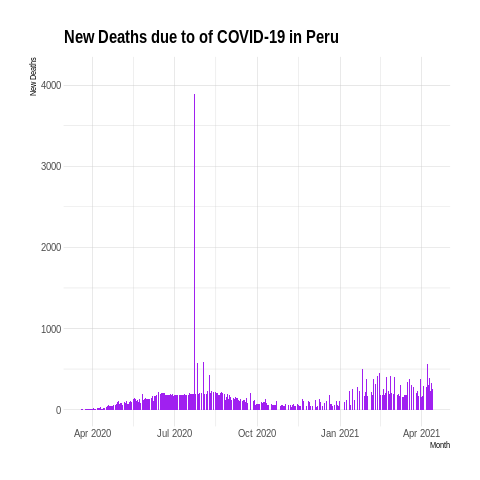 New Deaths due to of COVID-19 in Peru
New Deaths
4000
3000
2000
1000
0
Apr 2020 Jul 2020 Oct 2020 Jan 2021 Apr 2021
Month